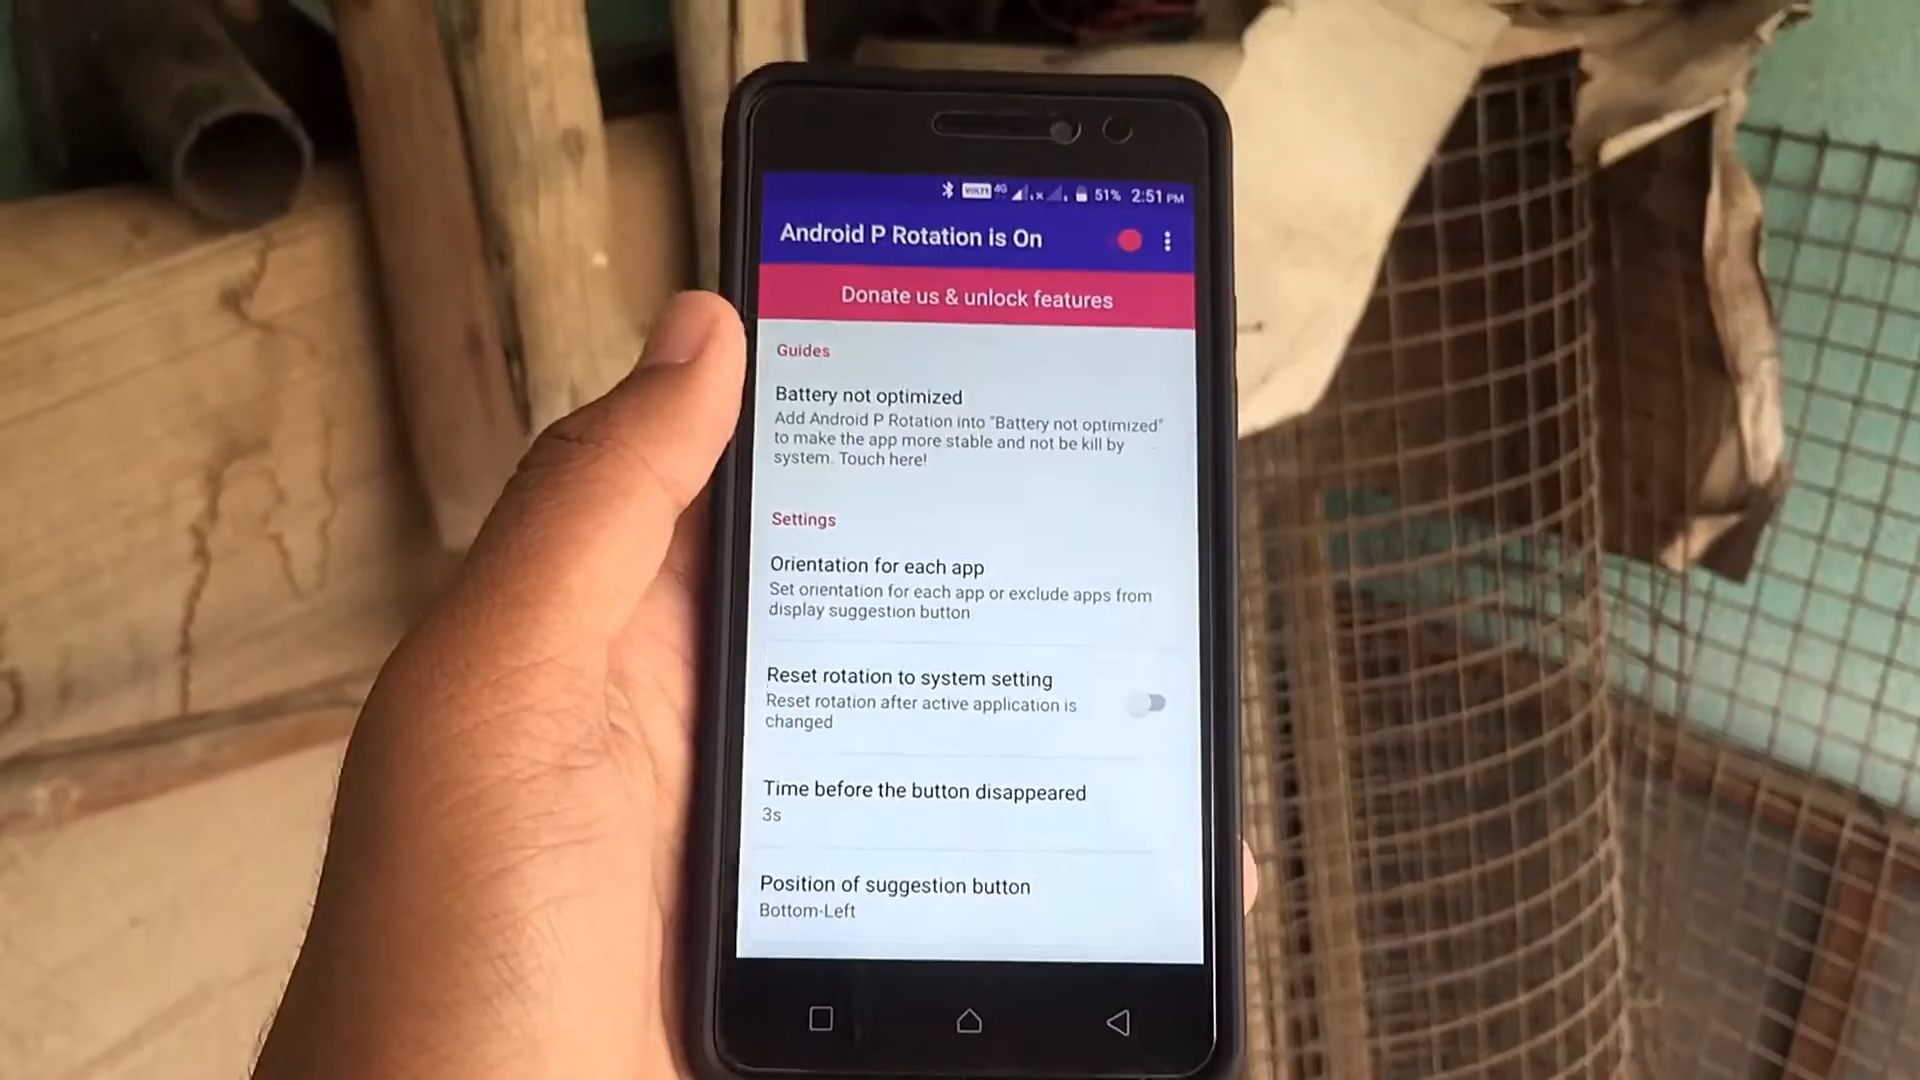 VoLTE 4G 51% 2:51 PM
Android P Rotation is On
Donate us & unlock features
Guides
Battery not optimized
Add Android P Rotation into "Battery not optimized"
to make the app more stable and not be kill by
system. Touch here!
Settings
Orientation for each app
Set orientation for each app or exclude apps from
display suggestion button
Reset rotation to system setting
Reset rotation after active application is
changed
Time before the button disappeared
3s
Position of suggestion button
Bottom-Left